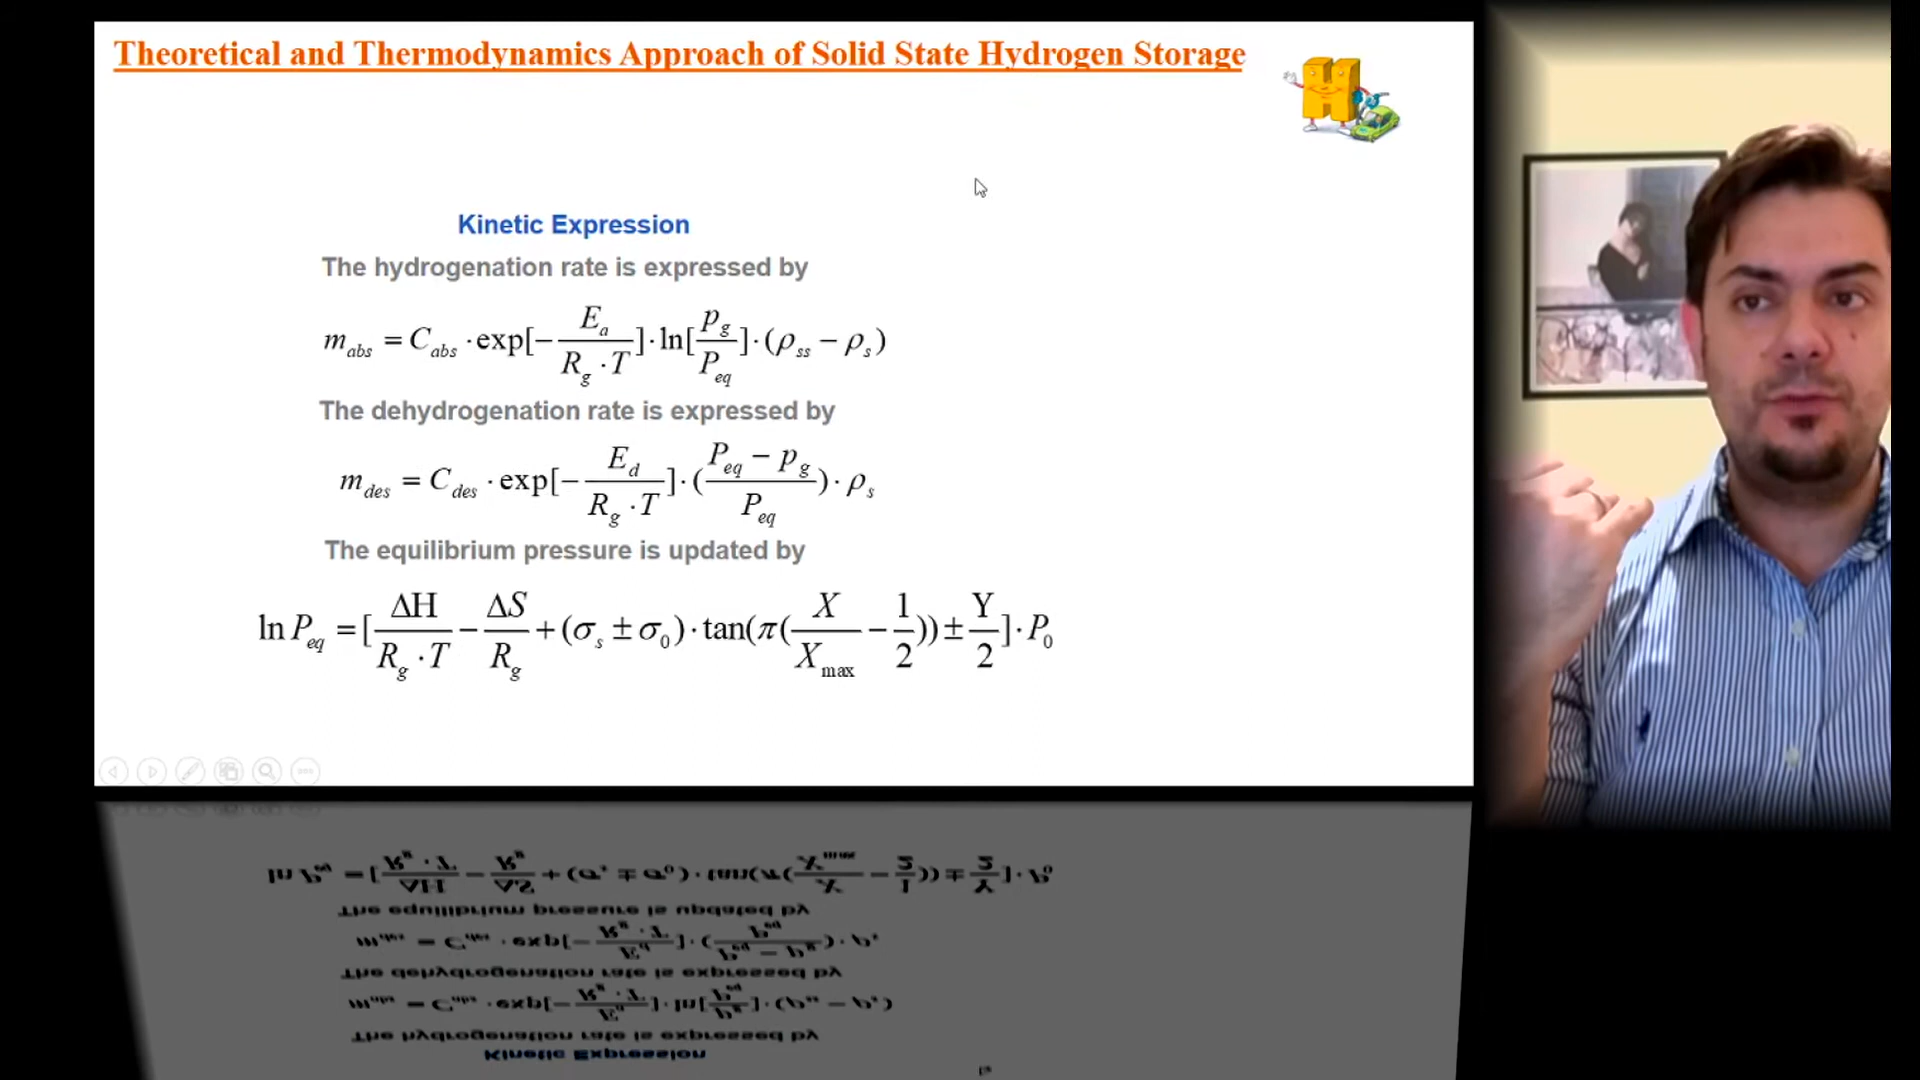 Theoretical and Thermodynamics Approach of Solid State Hydrogen Storage
Kinetic Expression
The hydrogenation rate is expressed by
m_abs = C_abs · exp[− E_a / (R_g · T)] · ln[p_g / P_eq] · (ρ_ss − ρ_s)
The dehydrogenation rate is expressed by
m_des = C_des · exp[− E_d / (R_g · T)] · ((P_eq − p_g) / P_eq) · ρ_s
The equilibrium pressure is updated by
ln P_eq = [ΔH / (R_g · T) − ΔS / R_g + (σ_s ± σ_0) · tan(π(X / X_max − 1/2)) ± Y/2] · P_0